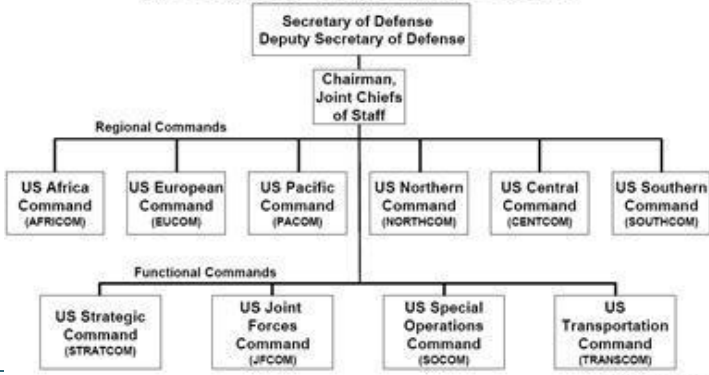 Secretary of Defense
Deputy Secretary of Defense
Chairman,
Joint Chiefs
of Staff
Regional Commands
US Africa
Command
(AFRICOM)
US European
Command
(EUCOM)
US Pacific
Command
(PACOM)
US Northern
Command
(NORTHCOM)
US Central
Command
(CENTCOM)
US Southern
Command
(SOUTHCOM)
Functional Commands
US Strategic
Command
(STRATCOM)
US Joint
Forces
Command
(JFCOM)
US Special
Operations
Command
(SOCOM)
US
Transportation
Command
(TRANSCOM)